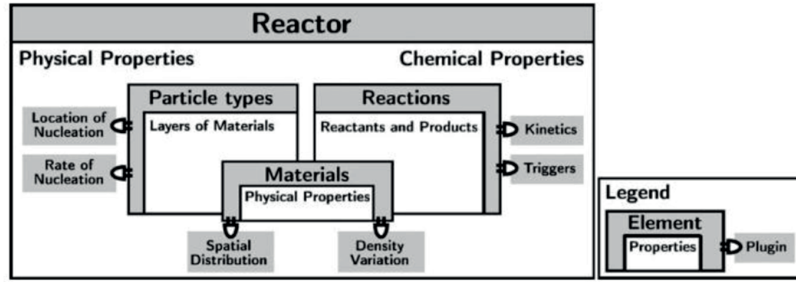 Reactor
Physical Properties
Chemical Properties
Particle types
Layers of Materials
Reactions
Reactants and Products
Location of
Nucleation
Rate of
Nucleation
Kinetics
Triggers
Materials
Physical Properties
Spatial
Distribution
Density
Variation
Legend
Element
Properties
Plugin